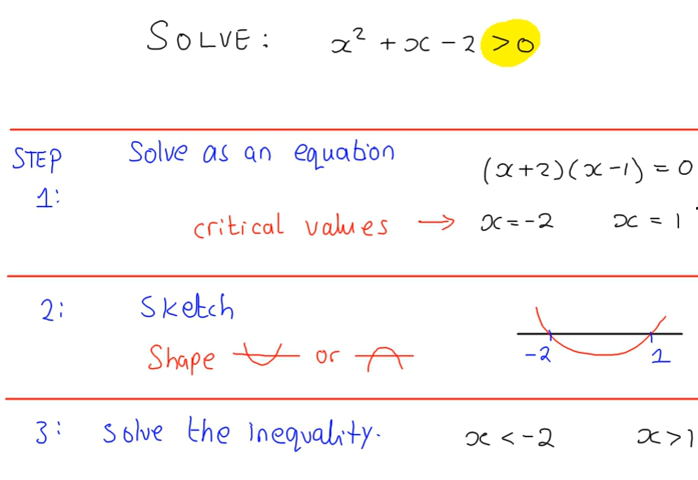 SOLVE: x² + x - 2 > 0
STEP 1: Solve as an equation (x+2)(x-1) = 0
critical values → x = -2 x = 1
2: Sketch
Shape or
-2 1
3: Solve the inequality. x < -2 x > 1